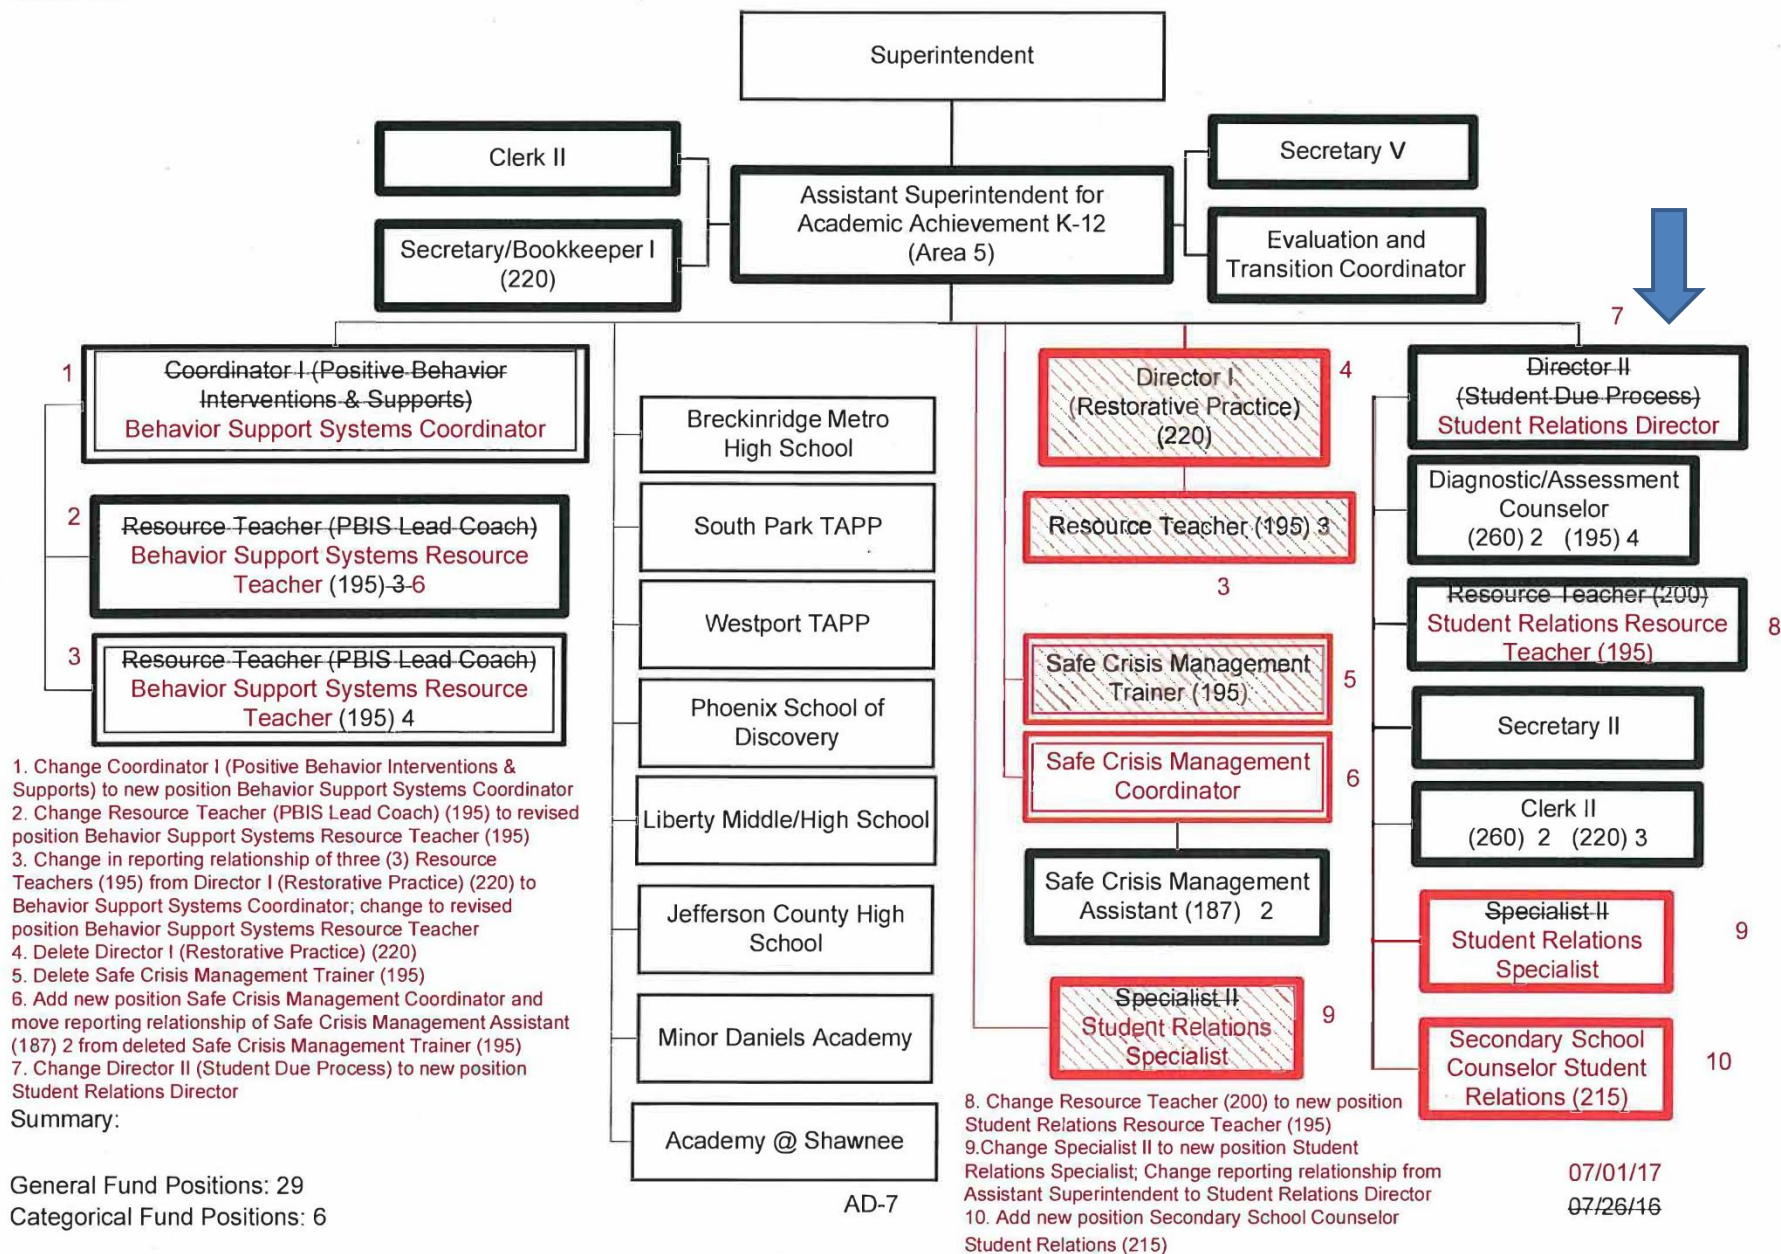 Superintendent
Clerk II
Secretary/Bookkeeper I
(220)
Assistant Superintendent for
Academic Achievement K-12
(Area 5)
Secretary V
Evaluation and
Transition Coordinator
1
Coordinator I (Positive Behavior
Interventions & Supports)
Behavior Support Systems Coordinator
2
Resource Teacher (PBIS Lead Coach)
Behavior Support Systems Resource
Teacher (195) 3 6
3
Resource Teacher (PBIS Lead Coach)
Behavior Support Systems Resource
Teacher (195) 4
Breckinridge Metro
High School
South Park TAPP
Westport TAPP
Phoenix School of
Discovery
Liberty Middle/High School
Jefferson County High
School
Minor Daniels Academy
Academy @ Shawnee
4
Director I
(Restorative Practice)
(220)
Resource Teacher (195) 3
3
Safe Crisis Management
Trainer (195)
5
Safe Crisis Management
Coordinator
6
Safe Crisis Management
Assistant (187) 2
Specialist II
Student Relations
Specialist
9
7
Director II
(Student Due Process)
Student Relations Director
Diagnostic/Assessment
Counselor
(260) 2 (195) 4
Resource Teacher (200)
Student Relations Resource
Teacher (195)
8
Secretary II
Clerk II
(260) 2 (220) 3
Specialist II
Student Relations
Specialist
9
Secondary School
Counselor Student
Relations (215)
10
1. Change Coordinator I (Positive Behavior Interventions &
Supports) to new position Behavior Support Systems Coordinator
2. Change Resource Teacher (PBIS Lead Coach) (195) to revised
position Behavior Support Systems Resource Teacher (195)
3. Change in reporting relationship of three (3) Resource
Teachers (195) from Director I (Restorative Practice) (220) to
Behavior Support Systems Coordinator; change to revised
position Behavior Support Systems Resource Teacher
4. Delete Director I (Restorative Practice) (220)
5. Delete Safe Crisis Management Trainer (195)
6. Add new position Safe Crisis Management Coordinator and
move reporting relationship of Safe Crisis Management Assistant
(187) 2 from deleted Safe Crisis Management Trainer (195)
7. Change Director II (Student Due Process) to new position
Student Relations Director
Summary:
General Fund Positions: 29
Categorical Fund Positions: 6
AD-7
8. Change Resource Teacher (200) to new position
Student Relations Resource Teacher (195)
9.Change Specialist II to new position Student
Relations Specialist; Change reporting relationship from
Assistant Superintendent to Student Relations Director
10. Add new position Secondary School Counselor
Student Relations (215)
07/01/17
07/26/16